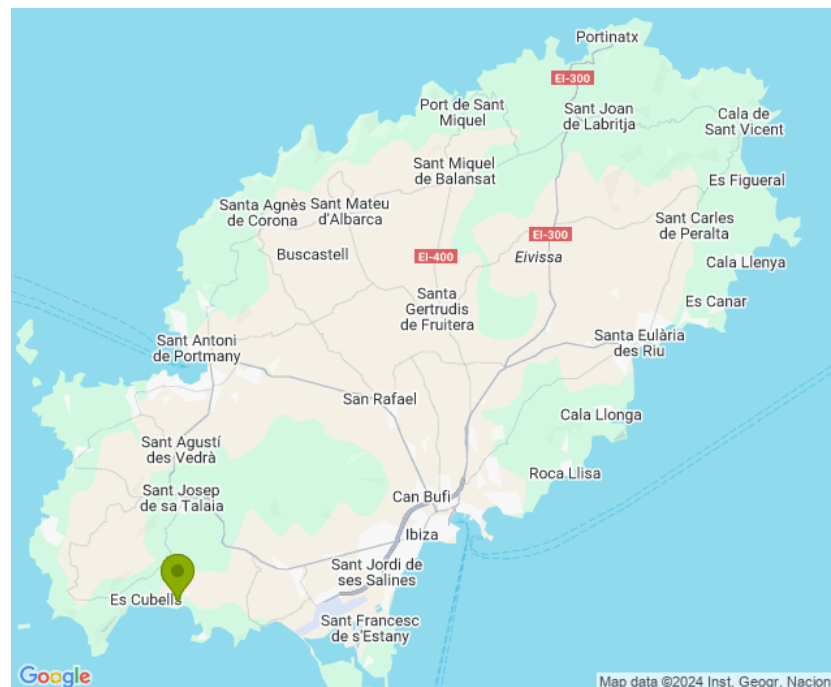 Portinatx
EI-300
Port de Sant
Miquel
Sant Joan
de Labritja
Cala de
Sant Vicent
Sant Miquel
de Balansat
Es Figueral
Santa Agnès
de Corona
Sant Mateu
d'Albarca
Sant Carles
de Peralta
EI-300
Buscastell
EI-400
Eivissa
Cala Llenya
Santa
Gertrudis
de Fruitera
Es Canar
Sant Antoni
de Portmany
Santa Eulària
des Riu
San Rafael
Cala Llonga
Sant Agustí
des Vedrà
Roca Llisa
Sant Josep
de sa Talaia
Can Bufi
Ibiza
Sant Jordi de
ses Salines
Es Cubells
Sant Francesc
de s'Estany
Google
Map data ©2024 Inst. Geogr. Nacion